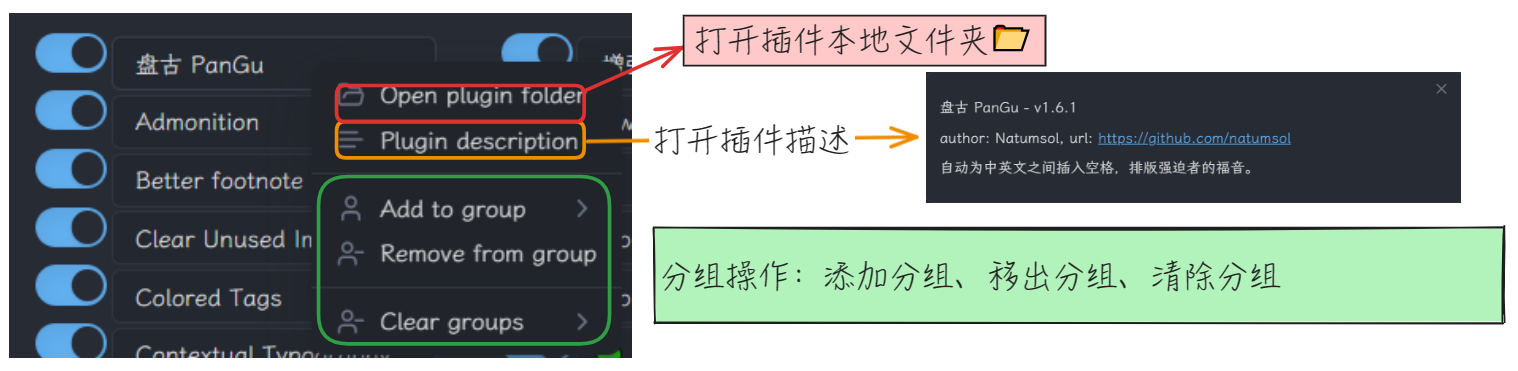 盘古 PanGu
Admonition
Better footnote
Clear Unused Im
Colored Tags
Open plugin folder
Plugin description
Add to group
Remove from group
Clear groups
打开插件本地文件夹
打开插件描述
盘古 PanGu - v1.6.1
author: Natumsol, url: https://github.com/natumsol
自动为中英文之间插入空格，排版强迫者的福音。
分组操作：添加分组、移出分组、清除分组